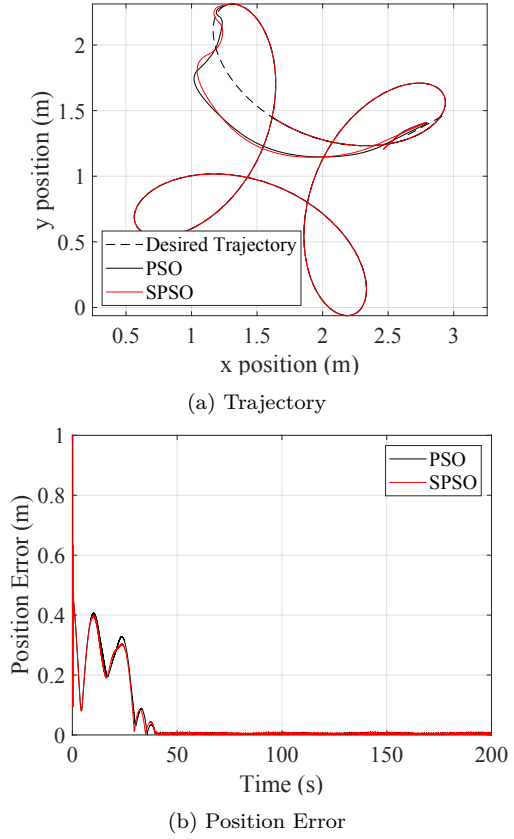 2
1.5
1
0.5
0
y position (m)
Desired Trajectory
PSO
SPSO
0.5
1
1.5
2
2.5
3
x position (m)
(a) Trajectory
1
0.8
0.6
0.4
0.2
0
Position Error (m)
PSO
SPSO
0
50
100
150
200
Time (s)
(b) Position Error